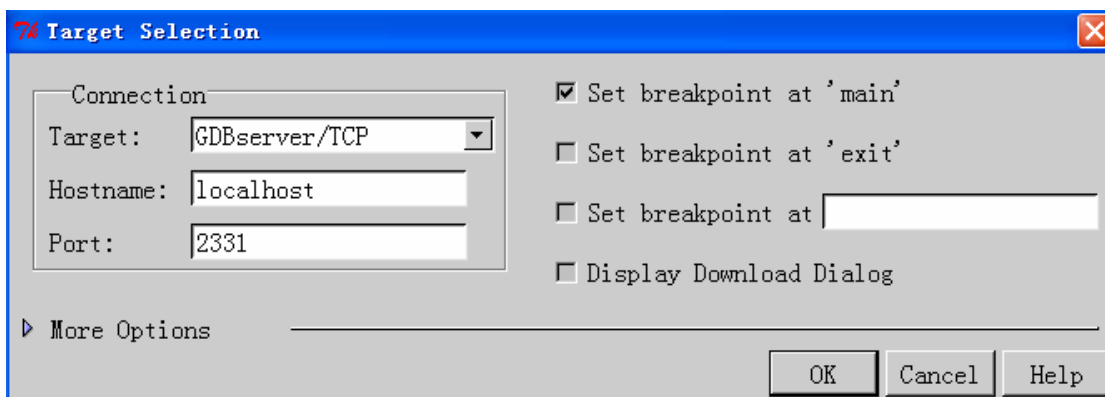 Target Selection
Connection
Target: GDBserver/TCP
Hostname: localhost
Port: 2331
Set breakpoint at 'main'
Set breakpoint at 'exit'
Set breakpoint at
Display Download Dialog
More Options
OK Cancel Help